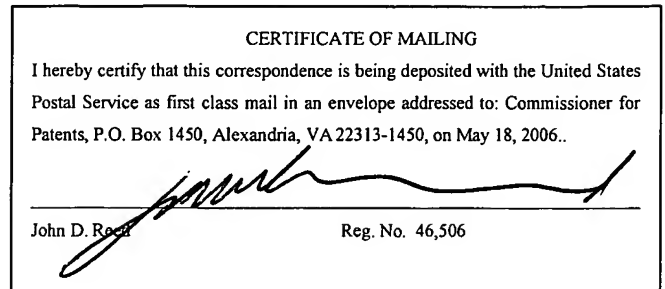 CERTIFICATE OF MAILING
I hereby certify that this correspondence is being deposited with the United States
Postal Service as first class mail in an envelope addressed to: Commissioner for
Patents, P.O. Box 1450, Alexandria, VA 22313-1450, on May 18, 2006..
John D. Reg. No. 46,506